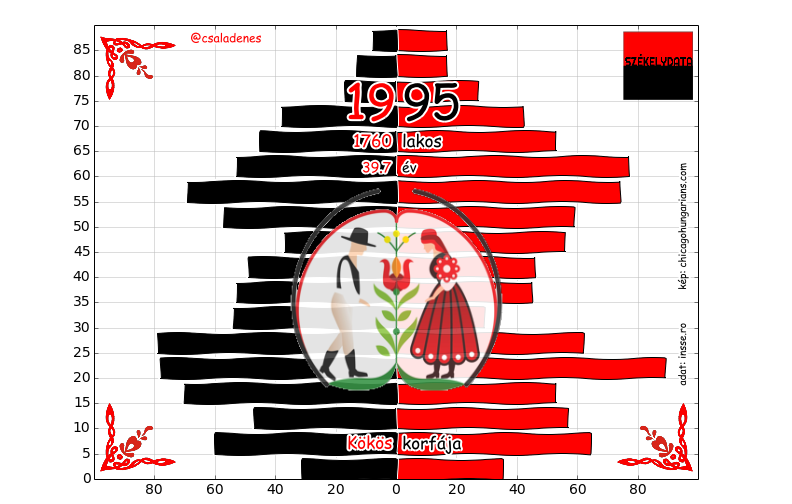 @csaladenes
SZÉKELYDATA
1995
1760 lakos
39.7 év
kép: chicagohungarians.com
adat: insse.ro
Kökös korfája
85
80
75
70
65
60
55
50
45
40
35
30
25
20
15
10
5
0
80 60 40 20 0 20 40 60 80